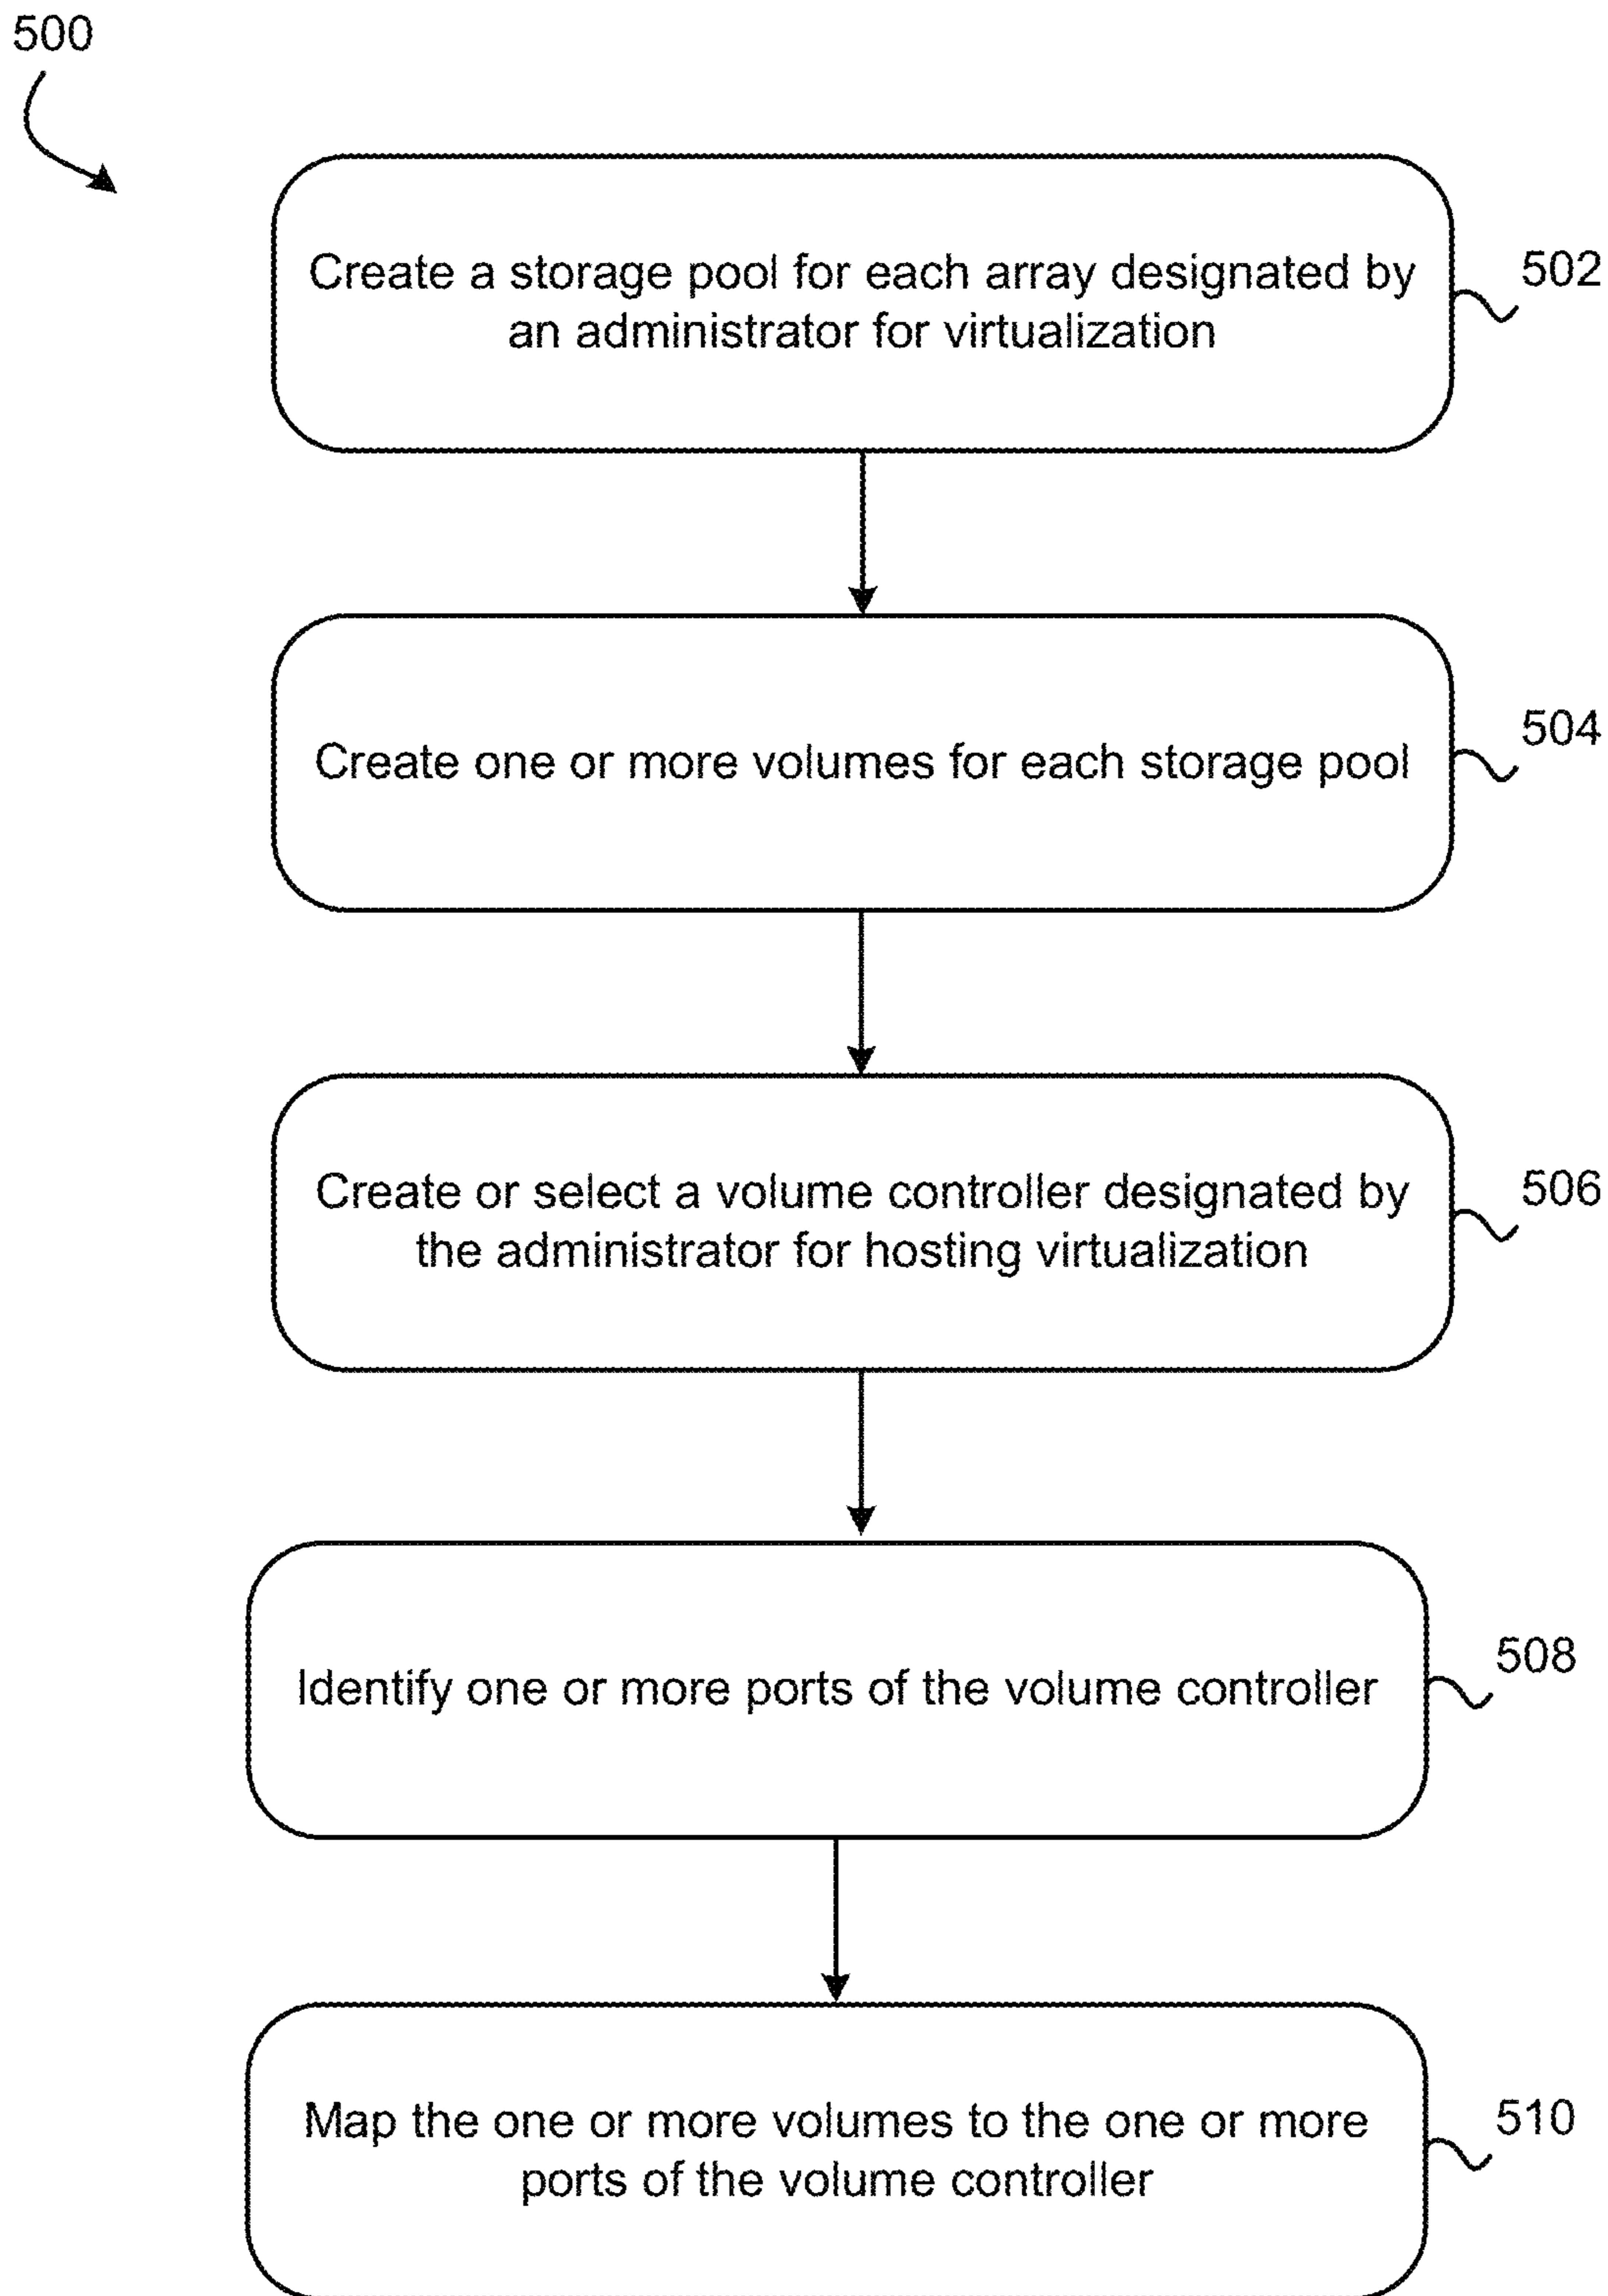 500
Create a storage pool for each array designated by
an administrator for virtualization
502
Create one or more volumes for each storage pool
504
Create or select a volume controller designated by
the administrator for hosting virtualization
506
Identify one or more ports of the volume controller
508
Map the one or more volumes to the one or more
ports of the volume controller
510